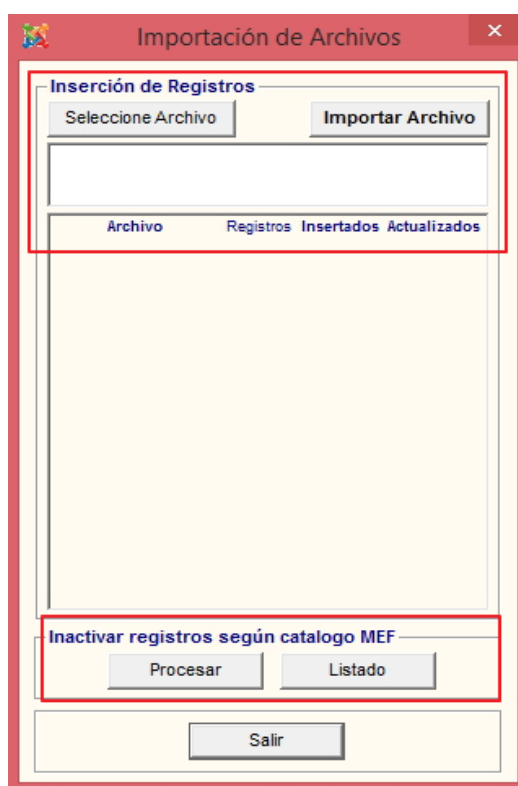 Importación de Archivos
×
Inserción de Registros
Seleccione Archivo Importar Archivo
Archivo Registros Insertados Actualizados
Inactivar registros según catalogo MEF
Procesar Listado
Salir